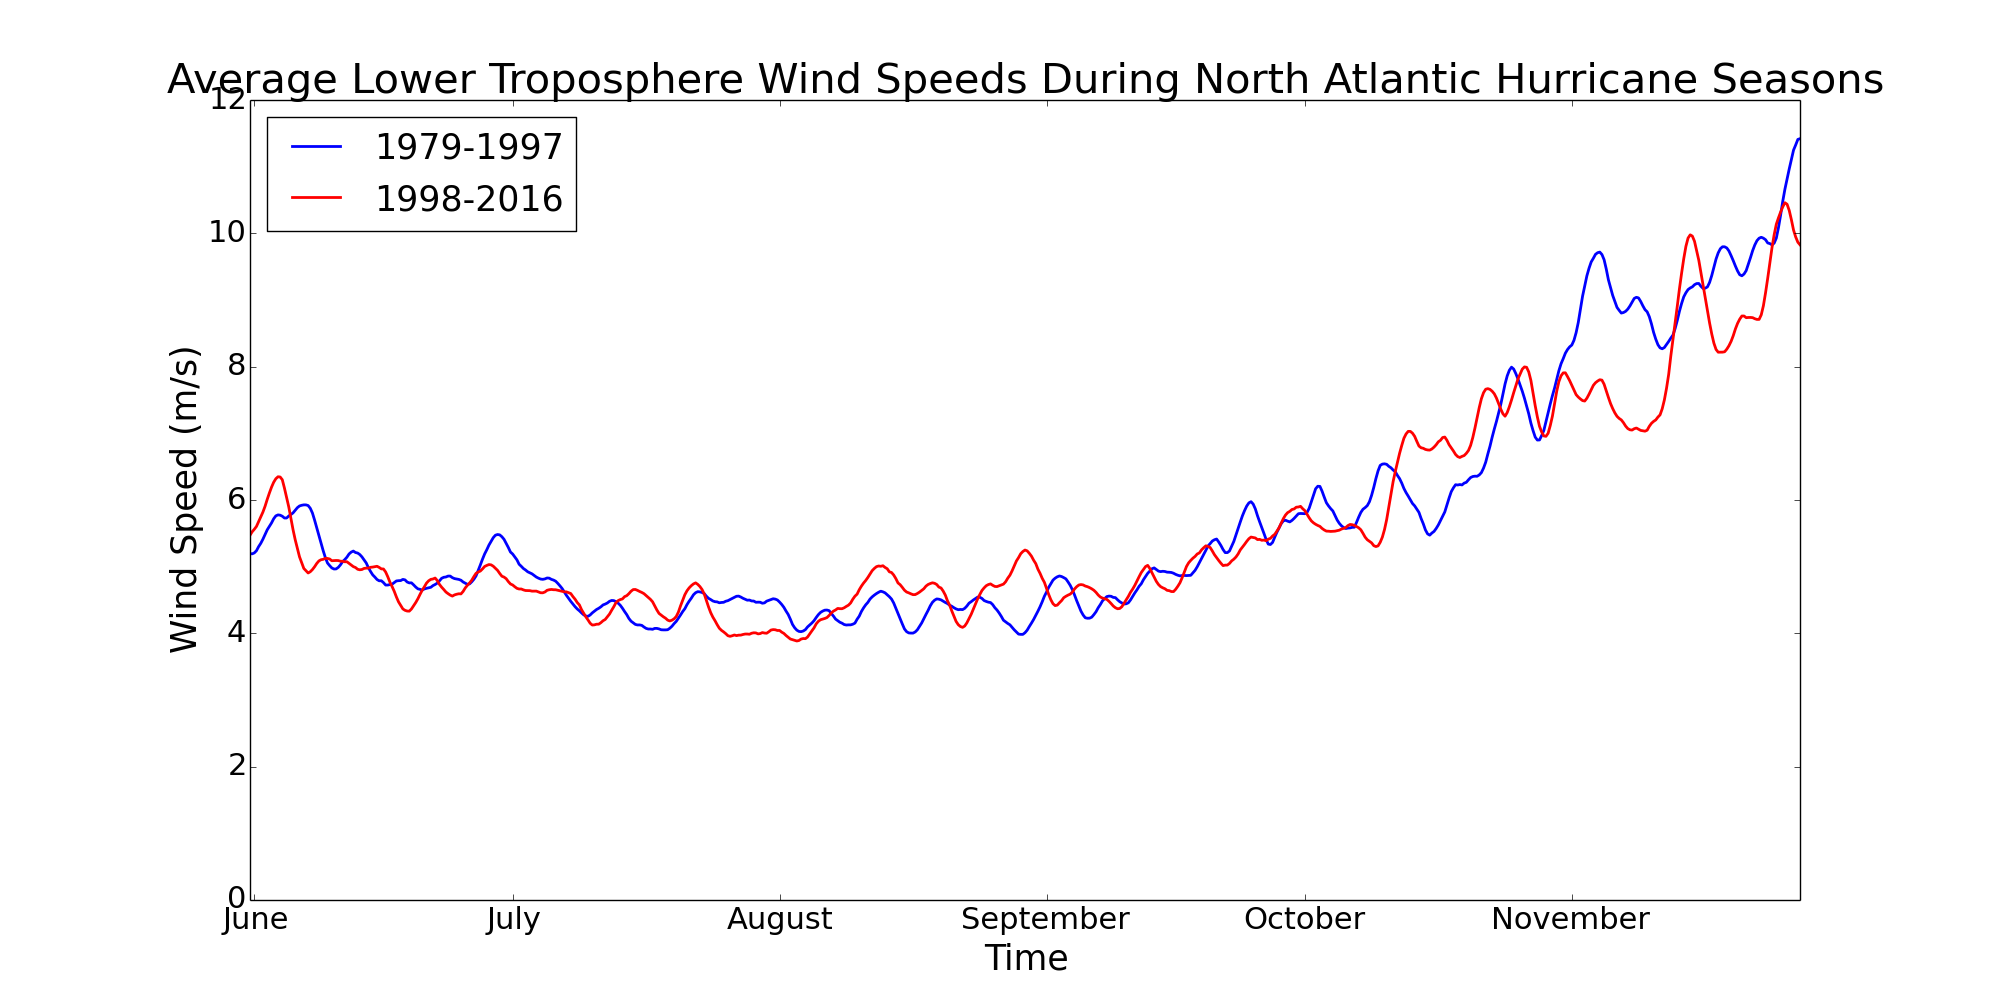 Average Lower Troposphere Wind Speeds During North Atlantic Hurricane Seasons
1979-1997
1998-2016
Wind Speed (m/s)
12
10
8
6
4
2
0
June July August September October November
Time